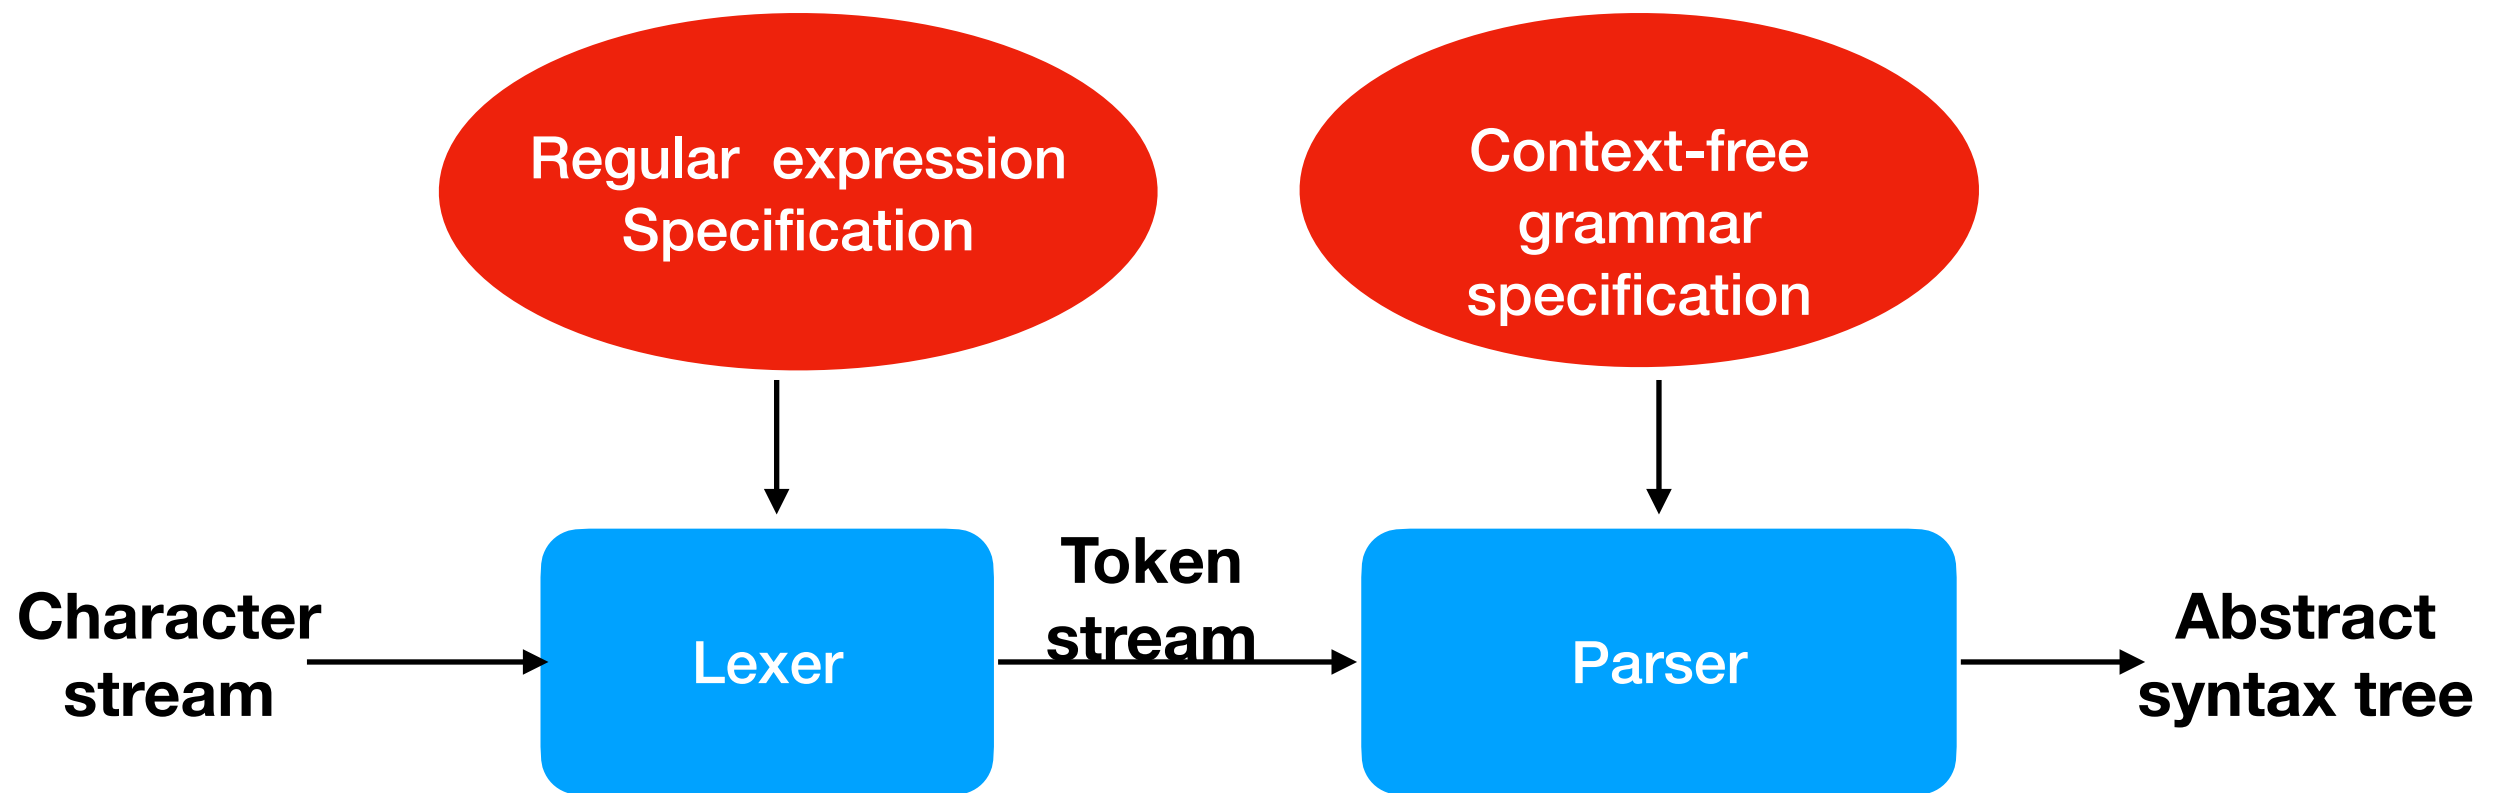 Regular expression
Specification
Context-free
grammar
specification
Character
stream
Lexer
Token
stream
Parser
Abstract
syntax tree